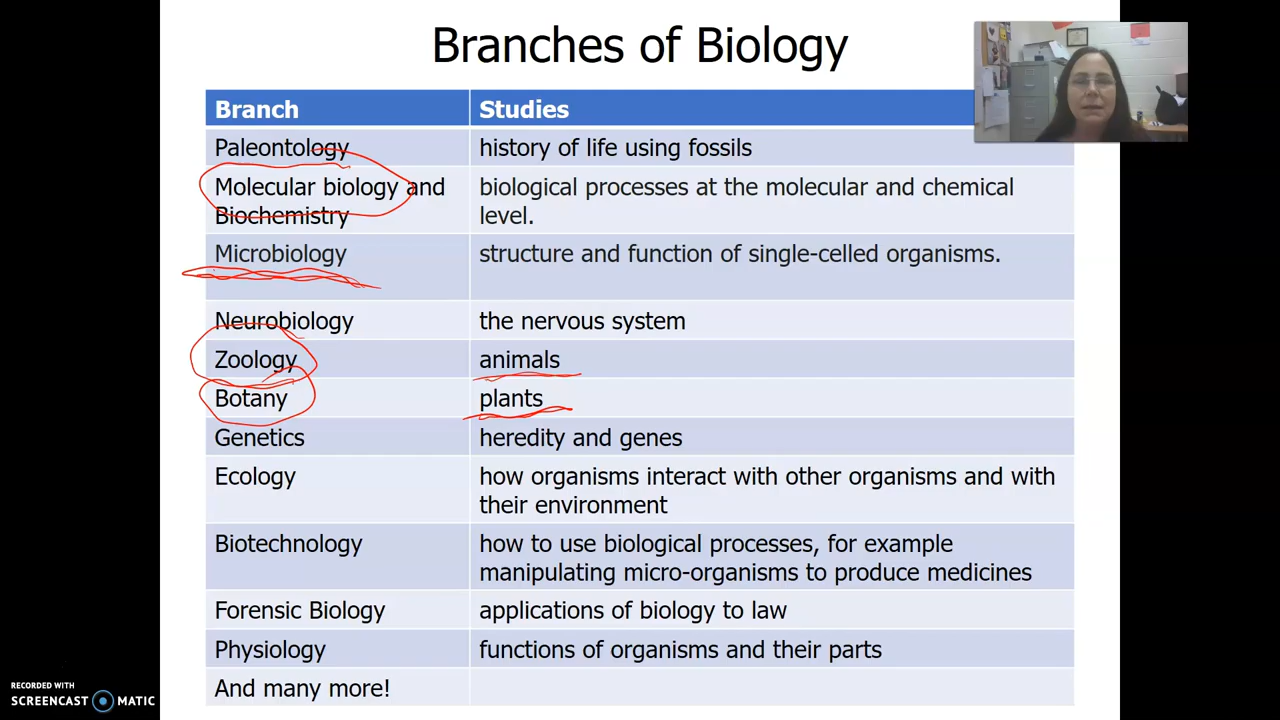 Branches of Biology
Branch Studies
Paleontology history of life using fossils
Molecular biology and biological processes at the molecular and chemical
Biochemistry level.
Microbiology structure and function of single-celled organisms.
Neurobiology the nervous system
Zoology animals
Botany plants
Genetics heredity and genes
Ecology how organisms interact with other organisms and with
their environment
Biotechnology how to use biological processes, for example
manipulating micro-organisms to produce medicines
Forensic Biology applications of biology to law
Physiology functions of organisms and their parts
And many more!
RECORDED WITH
SCREENCAST MATIC